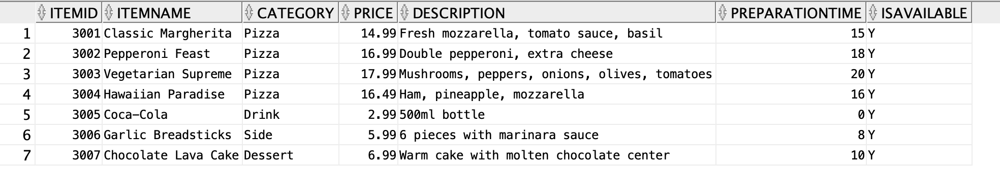 ITEMID ITEMNAME CATEGORY PRICE DESCRIPTION PREPARATIONTIME ISAVAILABLE
1 3001 Classic Margherita Pizza 14.99 Fresh mozzarella, tomato sauce, basil 15 Y
2 3002 Pepperoni Feast Pizza 16.99 Double pepperoni, extra cheese 18 Y
3 3003 Vegetarian Supreme Pizza 17.99 Mushrooms, peppers, onions, olives, tomatoes 20 Y
4 3004 Hawaiian Paradise Pizza 16.49 Ham, pineapple, mozzarella 16 Y
5 3005 Coca-Cola Drink 2.99 500ml bottle 0 Y
6 3006 Garlic Breadsticks Side 5.99 6 pieces with marinara sauce 8 Y
7 3007 Chocolate Lava Cake Dessert 6.99 Warm cake with molten chocolate center 10 Y